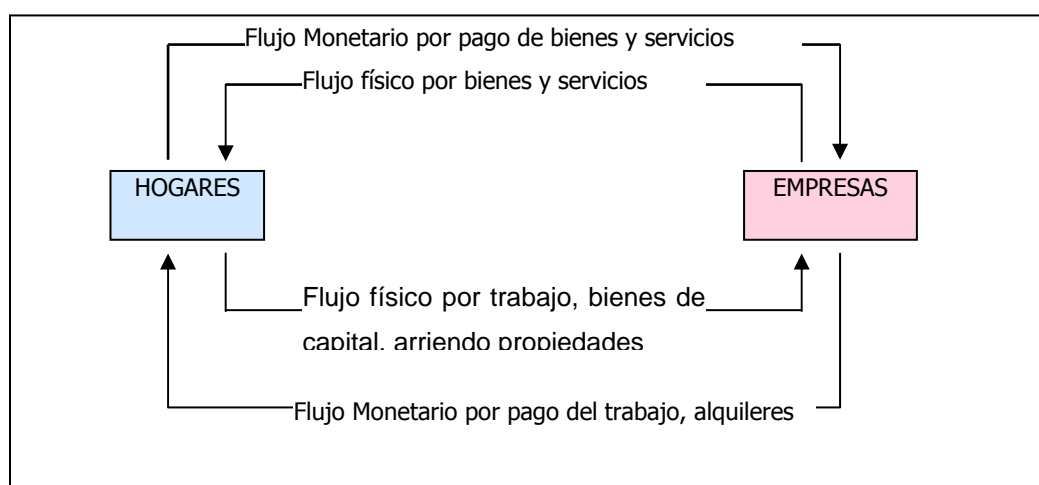 Flujo Monetario por pago de bienes y servicios
Flujo físico por bienes y servicios
HOGARES
EMPRESAS
Flujo físico por trabajo, bienes de
capital, arriendo propiedades
Flujo Monetario por pago del trabajo, alquileres